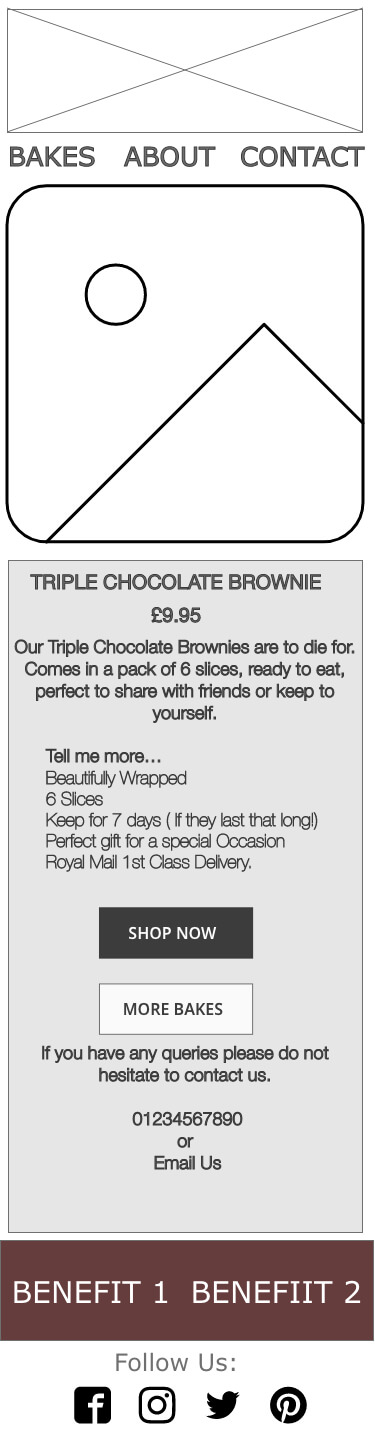 BAKES ABOUT CONTACT
TRIPLE CHOCOLATE BROWNIE
£9.95
Our Triple Chocolate Brownies are to die for.
Comes in a pack of 6 slices, ready to eat,
perfect to share with friends or keep to
yourself.
Tell me more...
Beautifully Wrapped
6 Slices
Keep for 7 days ( If they last that long!)
Perfect gift for a special Occasion
Royal Mail 1st Class Delivery.
SHOP NOW
MORE BAKES
If you have any queries please do not
hesitate to contact us.
01234567890
or
Email Us
BENEFIT 1 BENEFIIT 2
Follow Us: